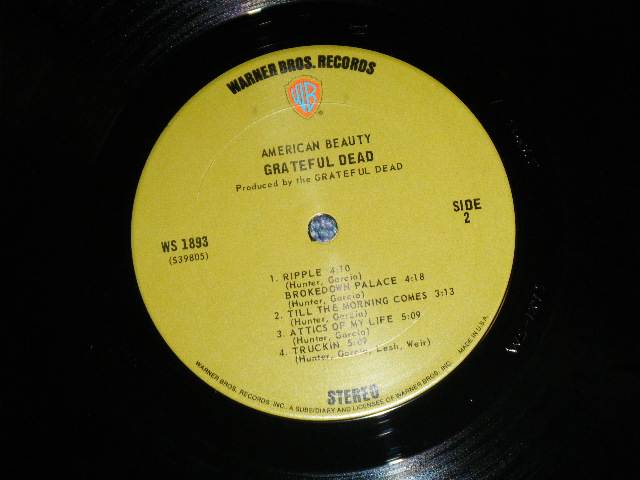 WARNER BROS. RECORDS
WB
®
AMERICAN BEAUTY
GRATEFUL DEAD
Produced by the GRATEFUL DEAD
SIDE
2
WS 1893
(S39805)
1. RIPPLE 4:10
(Hunter, Garcia)
BROKEDOWN PALACE 4:18
(Hunter, Garcia)
2. TILL THE MORNING COMES 3:13
(Hunter, Garcia)
3. ATTICS OF MY LIFE 5:09
(Hunter, Garcia)
4. TRUCKIN 5:09
(Hunter, Garcia, Lesh, Weir)
STEREO
WARNER BROS. RECORDS INC. A SUBSIDIARY AND LICENSEE OF WARNER BROS. INC. MADE IN U.S.A.